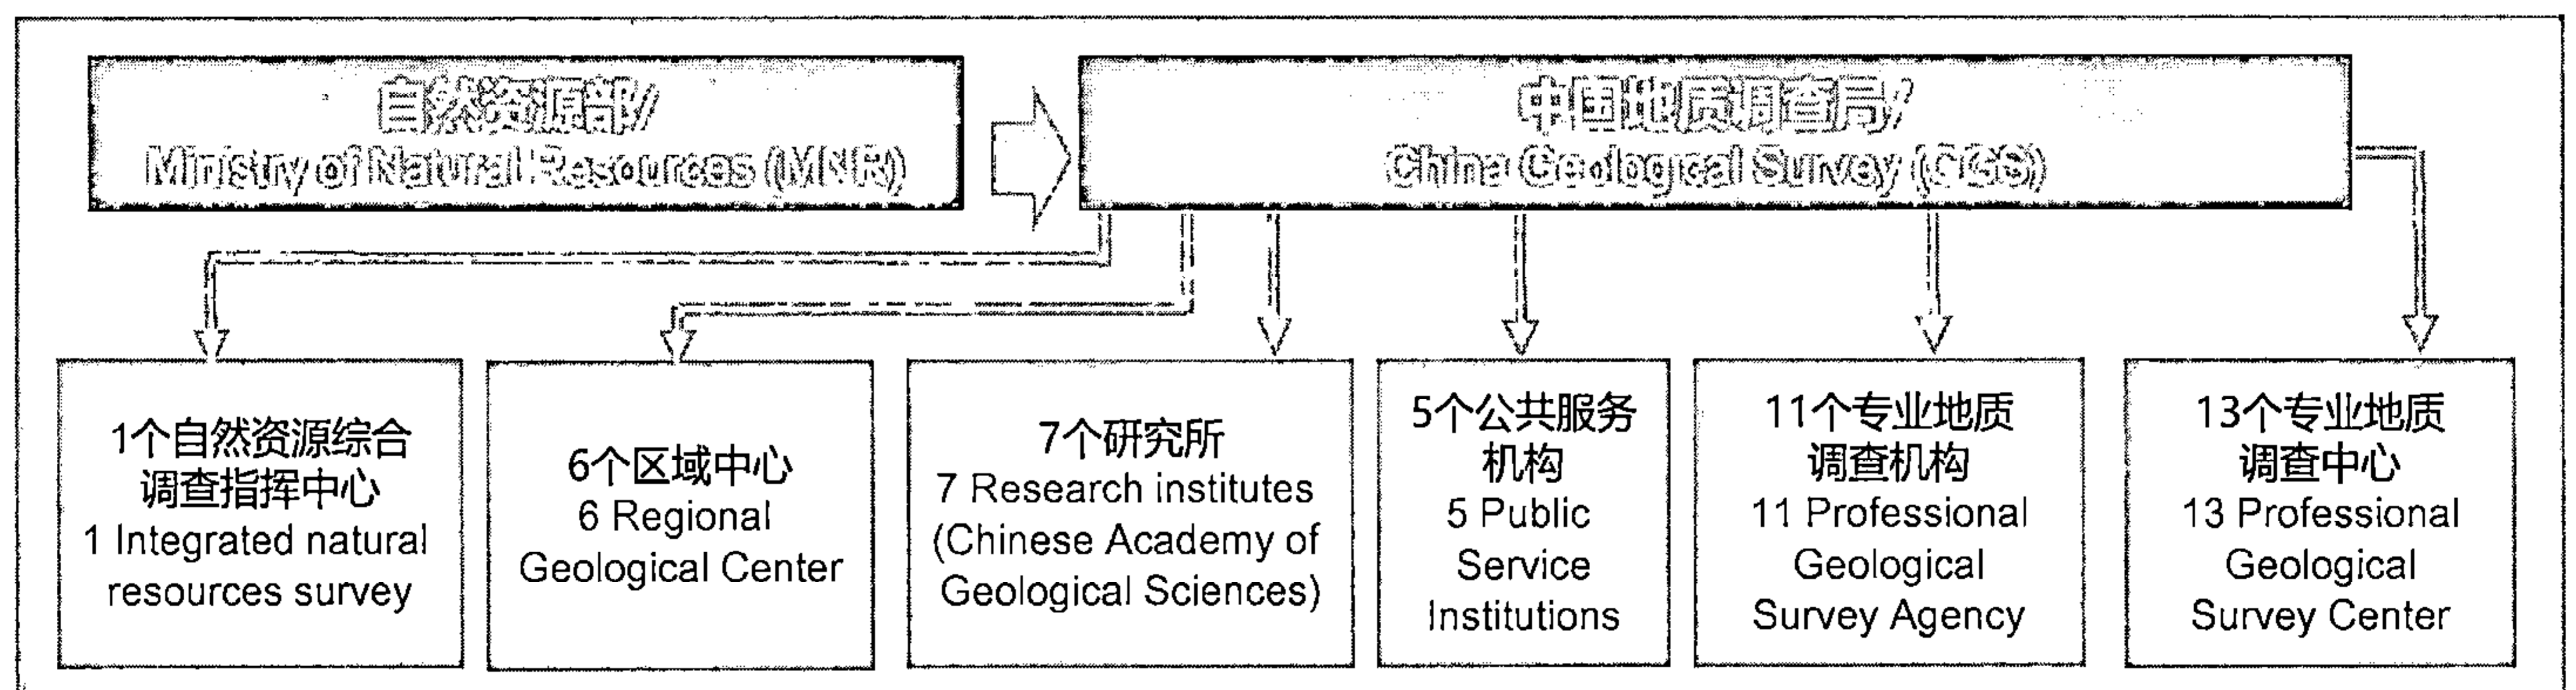 自然资源部/
Ministry of Natural Resources (MNR)
中国地质调查局/
China Geological Survey (CGS)
1个自然资源综合
调查指挥中心
1 Integrated natural
resources survey
6个区域中心
6 Regional
Geological Center
7个研究所
7 Research institutes
(Chinese Academy of
Geological Sciences)
5个公共服务
机构
5 Public
Service
Institutions
11个专业地质
调查机构
11 Professional
Geological
Survey Agency
13个专业地质
调查中心
13 Professional
Geological
Survey Center